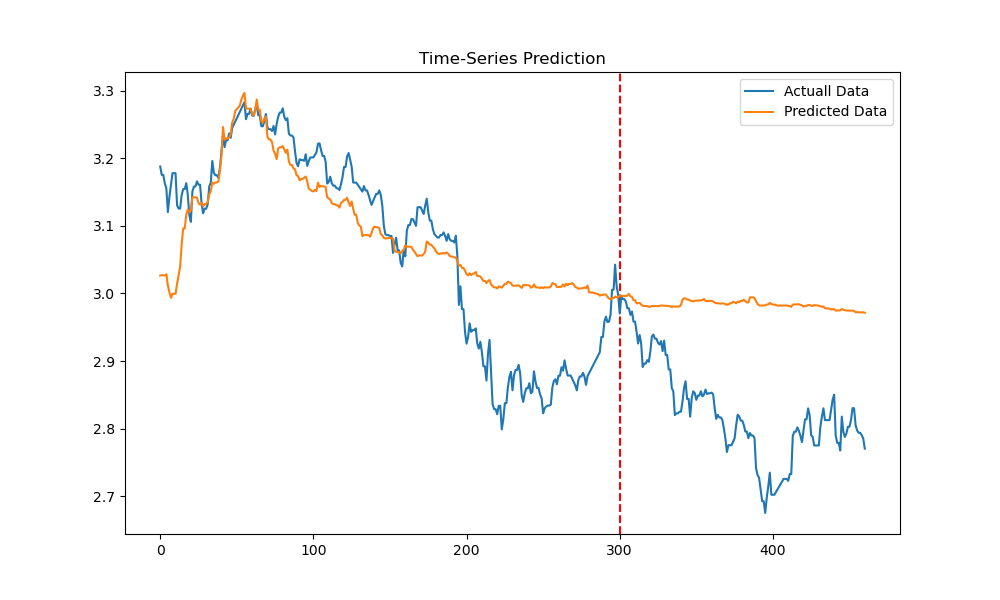 Time-Series Prediction
Actuall Data
Predicted Data
3.3
3.2
3.1
3.0
2.9
2.8
2.7
0 100 200 300 400